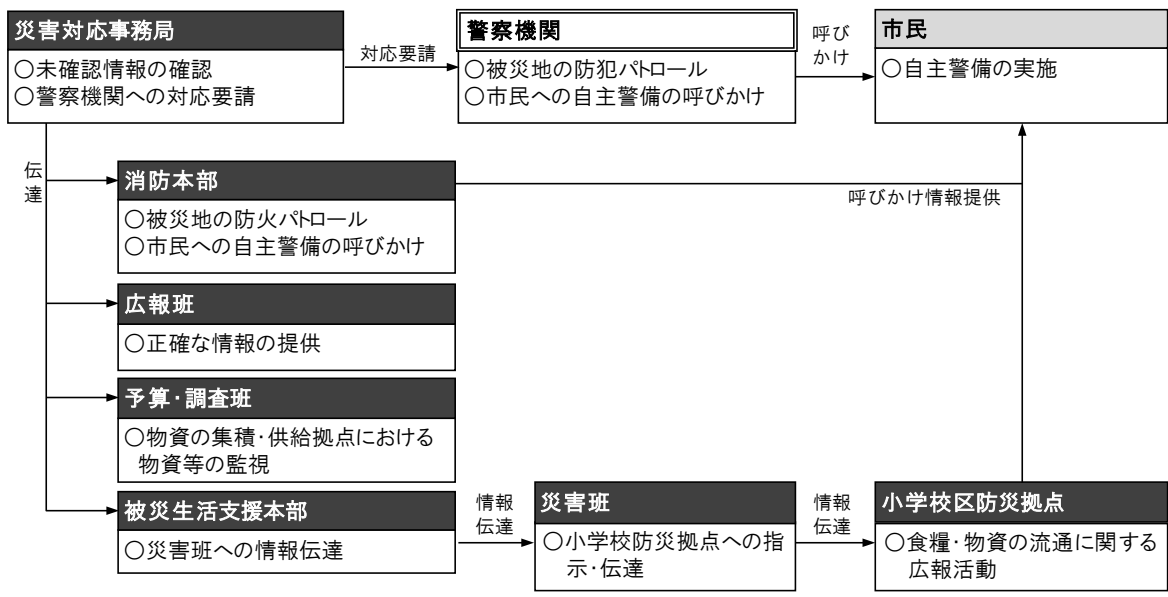 災害対応事務局
○未確認情報の確認
○警察機関への対応要請
対応要請
警察機関
○被災地の防犯パトロール
○市民への自主警備の呼びかけ
呼び
かけ
市民
○自主警備の実施
伝
達
消防本部
○被災地の防火パトロール
○市民への自主警備の呼びかけ
呼びかけ情報提供
広報班
○正確な情報の提供
予算・調査班
○物資の集積・供給拠点における
物資等の監視
被災生活支援本部
○災害班への情報伝達
情報
伝達
災害班
○小学校防災拠点への指
示・伝達
情報
伝達
小学校区防災拠点
○食糧・物資の流通に関する
広報活動